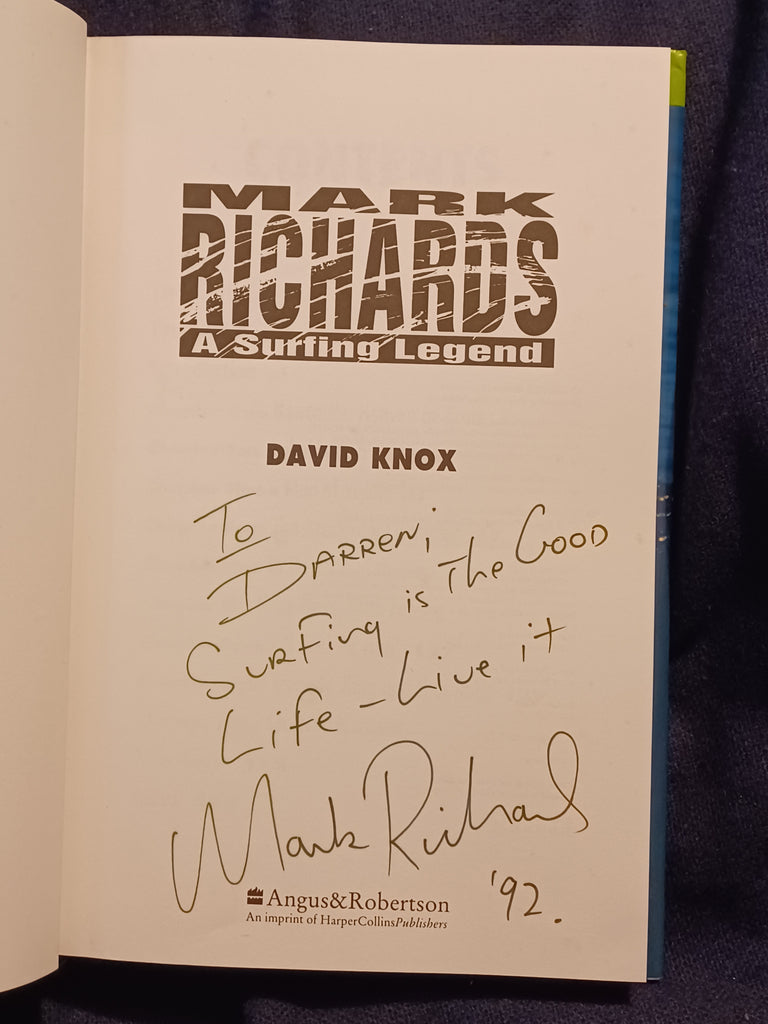 MARK
RICHARDS
A Surfing Legend
DAVID KNOX
To
DARREN,
SURFing is The GOOD
LiFe – Live it
Mark Richards
'92.
Angus&Robertson
An imprint of HarperCollinsPublishers